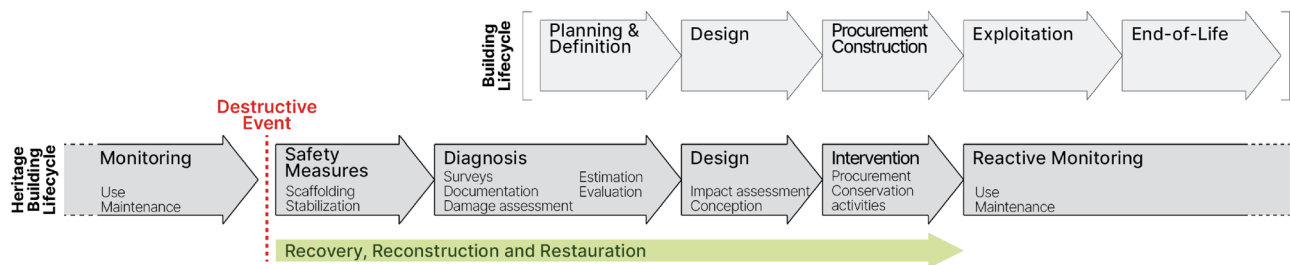 Building
Lifecycle
Planning &
Definition
Design
Procurement
Construction
Exploitation
End-of-Life
Destructive
Event
Heritage
Building
Lifecycle
Monitoring
Use
Maintenance
Safety
Measures
Scaffolding
Stabilization
Diagnosis
Surveys
Documentation
Damage assessment
Estimation
Evaluation
Design
Impact assessment
Conception
Intervention
Procurement
Conservation
activities
Reactive Monitoring
Use
Maintenance
Recovery, Reconstruction and Restauration